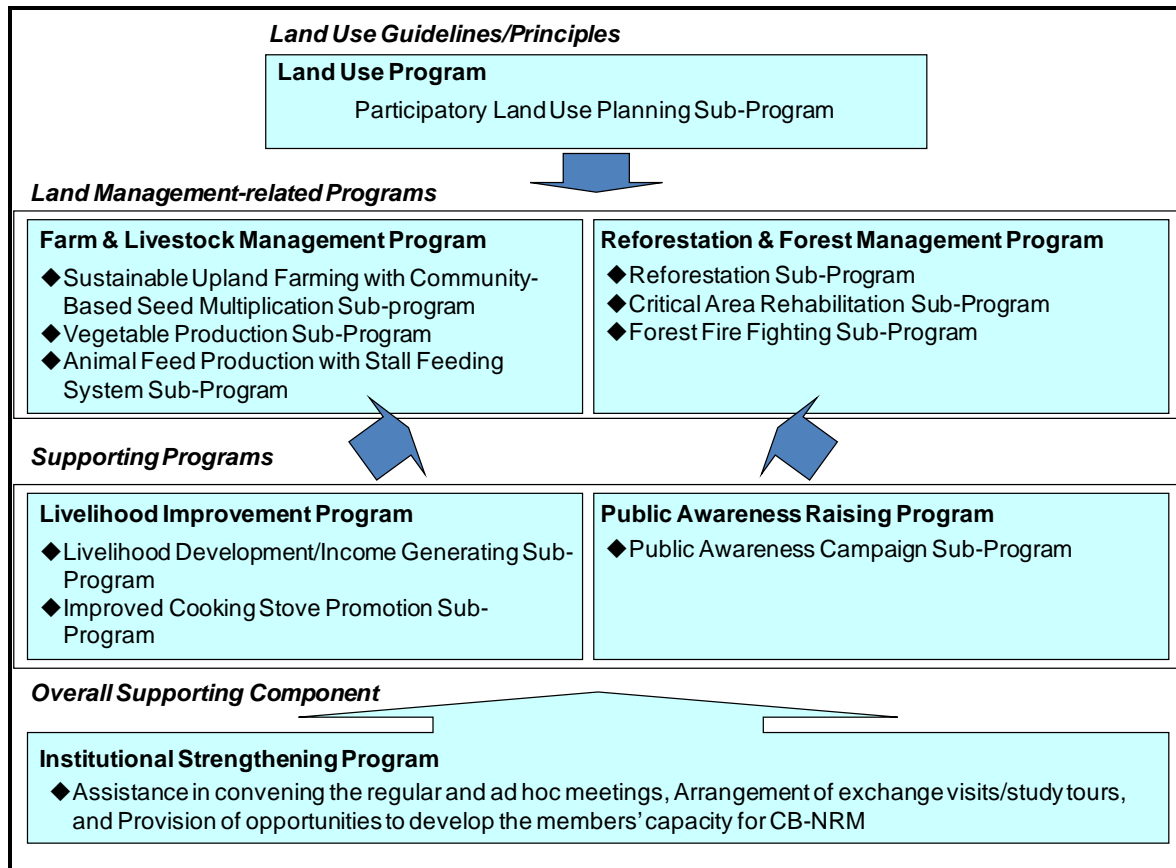 Land Use Guidelines/Principles
Land Use Program
Participatory Land Use Planning Sub-Program
Land Management-related Programs
Farm & Livestock Management Program
◆Sustainable Upland Farming with Community-
Based Seed Multiplication Sub-program
◆Vegetable Production Sub-Program
◆Animal Feed Production with Stall Feeding
System Sub-Program
Reforestation & Forest Management Program
◆Reforestation Sub-Program
◆Critical Area Rehabilitation Sub-Program
◆Forest Fire Fighting Sub-Program
Supporting Programs
Livelihood Improvement Program
◆Livelihood Development/Income Generating Sub-
Program
◆Improved Cooking Stove Promotion Sub-
Program
Public Awareness Raising Program
◆Public Awareness Campaign Sub-Program
Overall Supporting Component
Institutional Strengthening Program
◆Assistance in convening the regular and ad hoc meetings, Arrangement of exchange visits/study tours,
and Provision of opportunities to develop the members' capacity for CB-NRM